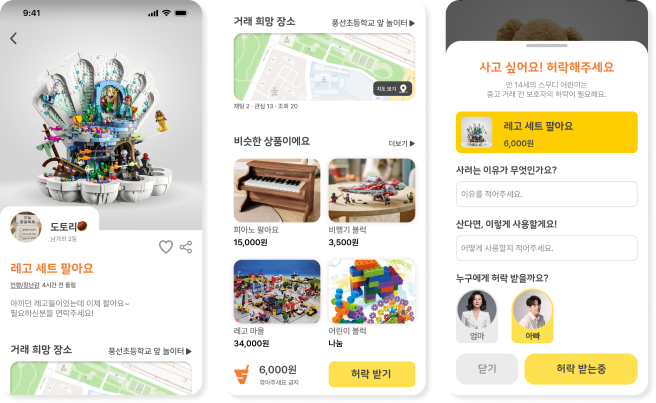 9:41
도토리
남가좌 2동
레고 세트 팔아요
인형/장난감 4시간 전 올림
아끼던 레고들이었는데 이제 팔아요~
필요하신분들 연락주세요!
거래 희망 장소
풍선초등학교 앞 놀이터 ▶
거래 희망 장소
풍선초등학교 앞 놀이터 ▶
지도 보기
채팅 2 · 관심 13 · 조회 20
비슷한 상품이에요
더보기 ▶
피아노 팔아요
15,000원
비행기 블럭
3,500원
레고 마을
34,000원
어린이 블럭
나눔
6,000원
깎아주세요 금지
허락 받기
사고 싶어요! 허락해주세요
만 14세의 스무디 어린이는
중고 거래 전 보호자의 허락이 필요해요.
레고 세트 팔아요
6,000원
사려는 이유가 무엇인가요?
이유를 적어주세요.
산다면, 이렇게 사용할게요!
어떻게 사용할지 적어주세요.
누구에게 허락 받을까요?
엄마
아빠
닫기
허락 받는중